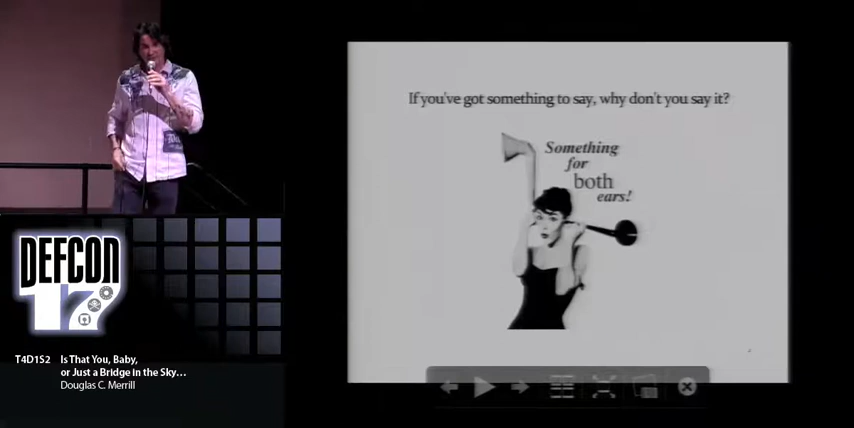 If you've got something to say, why don't you say it?
Something
for
both
ears!
DEFCON
17
T4D1S2 Is That You, Baby,
or Just a Bridge in the Sky...
Douglas C. Merrill